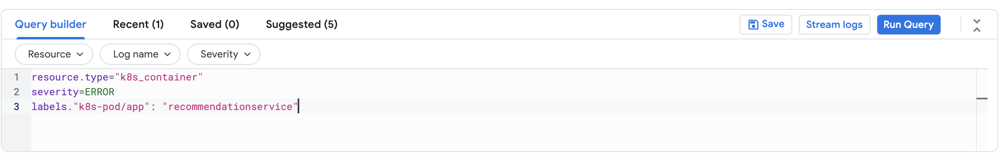 Query builder Recent (1) Saved (0) Suggested (5) Save Stream logs Run Query
Resource Log name Severity
1 resource.type="k8s_container"
2 severity=ERROR
3 labels."k8s-pod/app": "recommendationservice"